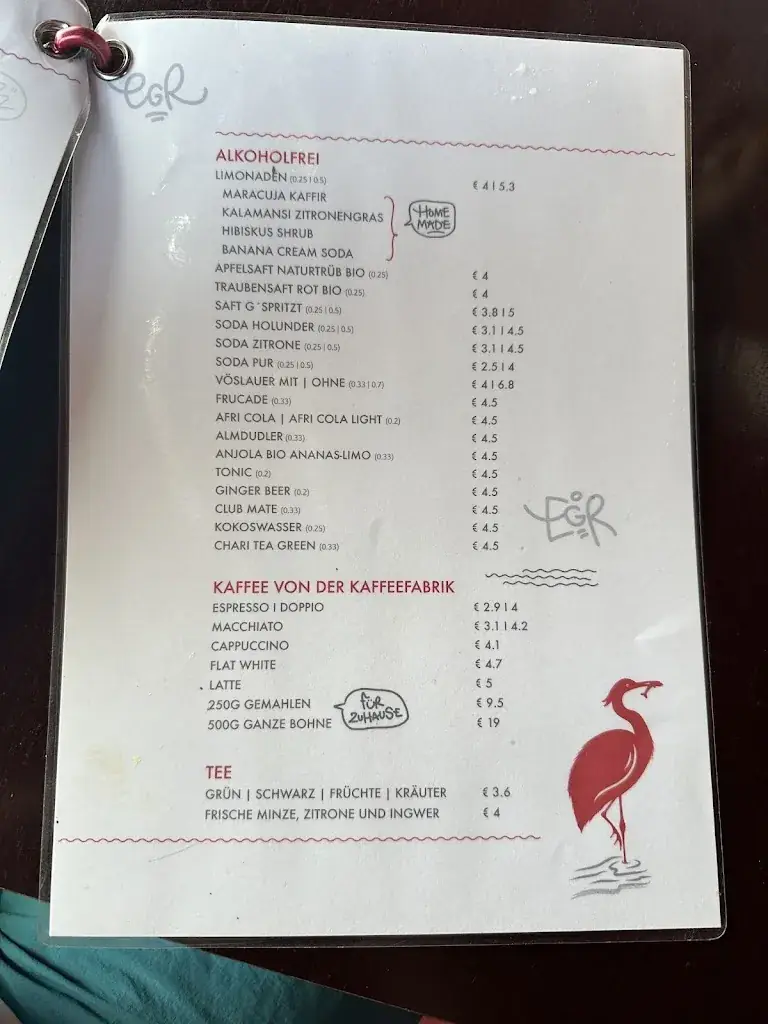 EGR
ALKOHOLFREI
LIMONADEN (0.25 | 0.5) € 4 | 5.3
MARACUJA KAFFIR
KALAMANSI ZITRONENGRAS
HIBISKUS SHRUB
BANANA CREAM SODA
HOME MADE
APFELSAFT NATURTRÜB BIO (0.25) € 4
TRAUBENSAFT ROT BIO (0.25) € 4
SAFT G´SPRITZT (0.25 | 0.5) € 3.8 | 5
SODA HOLUNDER (0.25 | 0.5) € 3.1 | 4.5
SODA ZITRONE (0.25 | 0.5) € 3.1 | 4.5
SODA PUR (0.25 | 0.5) € 2.5 | 4
VÖSLAUER MIT | OHNE (0.33 | 0.7) € 4 | 6.8
FRUCADE (0.33) € 4.5
AFRI COLA | AFRI COLA LIGHT (0.2) € 4.5
ALMDUDLER (0.33) € 4.5
ANJOLA BIO ANANAS-LIMO (0.33) € 4.5
TONIC (0.2) € 4.5
GINGER BEER (0.2) € 4.5
CLUB MATE (0.33) € 4.5
KOKOSWASSER (0.25) € 4.5
CHARI TEA GREEN (0.33) € 4.5
EGR
KAFFEE VON DER KAFFEEFABRIK
ESPRESSO | DOPPIO € 2.9 | 4
MACCHIATO € 3.1 | 4.2
CAPPUCCINO € 4.1
FLAT WHITE € 4.7
LATTE € 5
250G GEMAHLEN € 9.5
500G GANZE BOHNE € 19
FÜR ZUHAUSE
TEE
GRÜN | SCHWARZ | FRÜCHTE | KRÄUTER € 3.6
FRISCHE MINZE, ZITRONE UND INGWER € 4